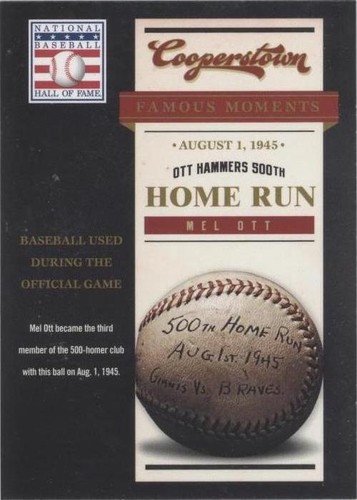 NATIONAL
BASEBALL
HALL OF FAME
Cooperstown
FAMOUS MOMENTS
• AUGUST 1, 1945 •
OTT HAMMERS 500TH
HOME RUN
MEL OTT
BASEBALL USED
DURING THE
OFFICIAL GAME
Mel Ott became the third
member of the 500-homer club
with this ball on Aug. 1, 1945.
500TH HOME RUN
AUG 1ST. 1945
GIANTS VS. BRAVES.